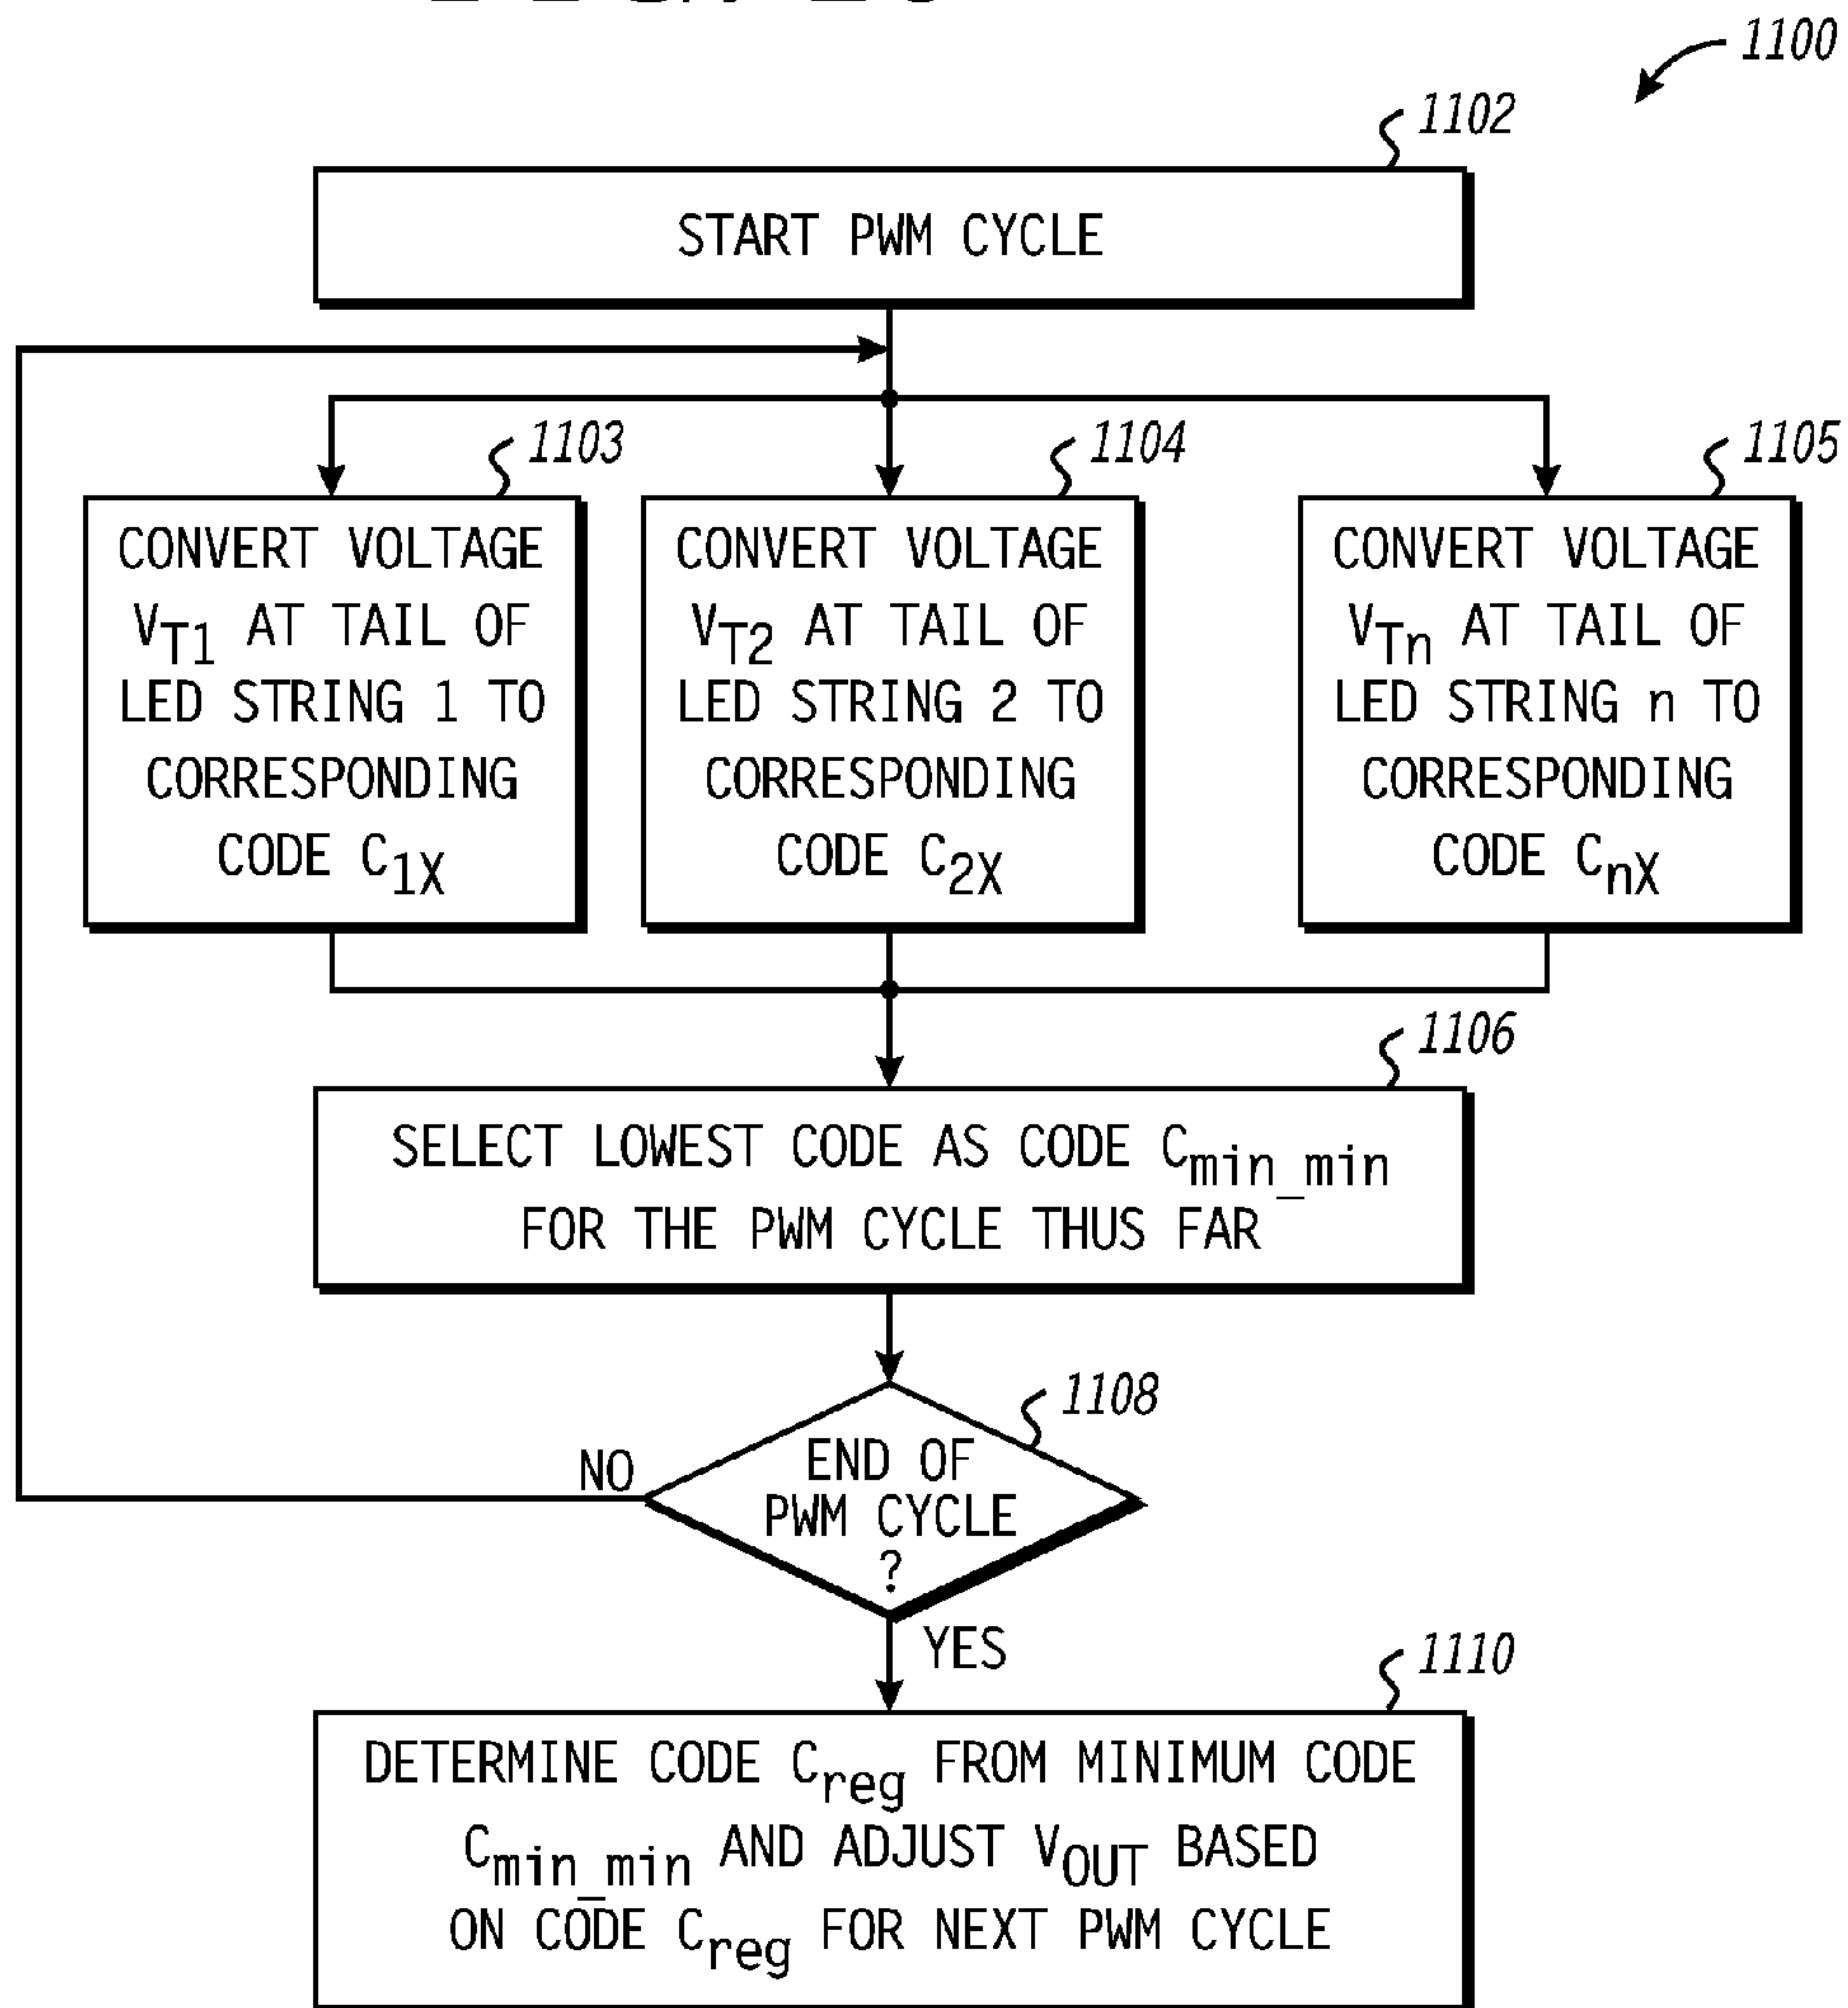 1100
1102
START PWM CYCLE
1103
CONVERT VOLTAGE
VT1 AT TAIL OF
LED STRING 1 TO
CORRESPONDING
CODE C1X
1104
CONVERT VOLTAGE
VT2 AT TAIL OF
LED STRING 2 TO
CORRESPONDING
CODE C2X
1105
CONVERT VOLTAGE
VTn AT TAIL OF
LED STRING n TO
CORRESPONDING
CODE CnX
1106
SELECT LOWEST CODE AS CODE Cmin_min
FOR THE PWM CYCLE THUS FAR
1108
END OF
PWM CYCLE
?
NO
YES
1110
DETERMINE CODE Creg FROM MINIMUM CODE
Cmin_min AND ADJUST VOUT BASED
ON CODE Creg FOR NEXT PWM CYCLE